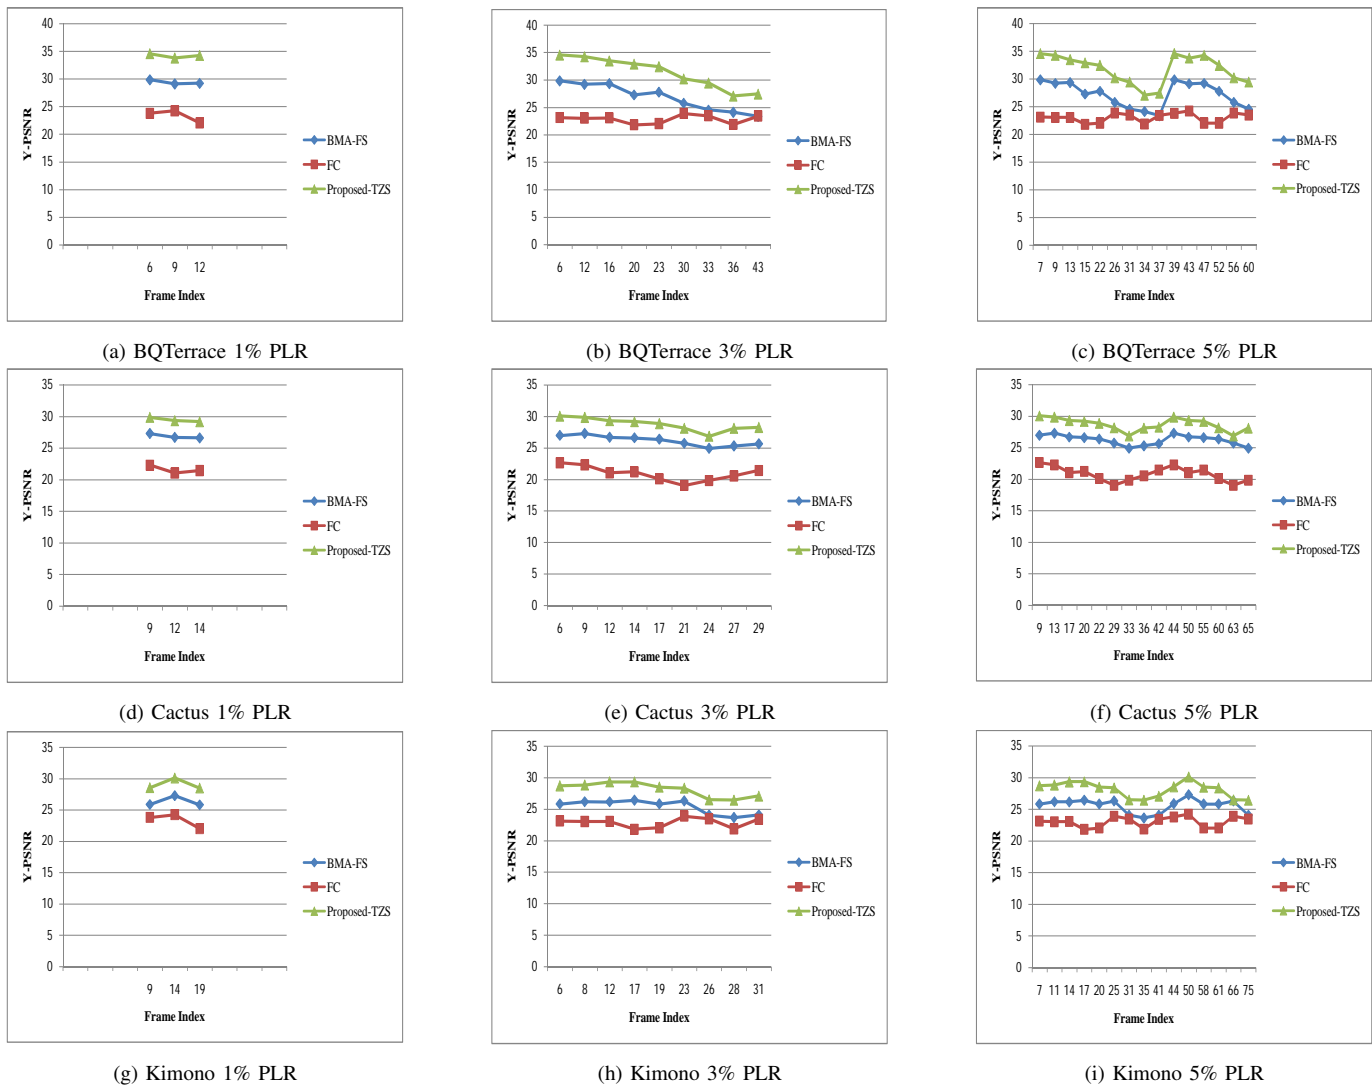 40
35
30
25
20
15
10
5
0
Y-PSNR
6 9 12
Frame Index
BMA-FS
FC
Proposed-TZS
(a) BQTerrace 1% PLR
40
35
30
25
20
15
10
5
0
Y-PSNR
6 12 16 20 23 30 33 36 43
Frame Index
BMA-FS
FC
Proposed-TZS
(b) BQTerrace 3% PLR
40
35
30
25
20
15
10
5
0
Y-PSNR
7 9 13 15 22 26 31 34 37 39 43 47 52 56 60
Frame Index
BMA-FS
FC
Proposed-TZS
(c) BQTerrace 5% PLR
35
30
25
20
15
10
5
0
Y-PSNR
9 12 14
Frame Index
BMA-FS
FC
Proposed-TZS
(d) Cactus 1% PLR
35
30
25
20
15
10
5
0
Y-PSNR
6 9 12 14 17 21 24 27 29
Frame Index
BMA-FS
FC
Proposed-TZS
(e) Cactus 3% PLR
35
30
25
20
15
10
5
0
Y-PSNR
9 13 17 20 22 29 33 36 42 44 50 55 60 63 65
Frame Index
BMA-FS
FC
Proposed-TZS
(f) Cactus 5% PLR
35
30
25
20
15
10
5
0
Y-PSNR
9 14 19
Frame Index
BMA-FS
FC
Proposed-TZS
(g) Kimono 1% PLR
35
30
25
20
15
10
5
0
Y-PSNR
6 8 12 17 19 23 26 28 31
Frame Index
BMA-FS
FC
Proposed-TZS
(h) Kimono 3% PLR
35
30
25
20
15
10
5
0
Y-PSNR
7 11 14 17 20 25 31 35 41 44 50 58 61 66 75
Frame Index
BMA-FS
FC
Proposed-TZS
(i) Kimono 5% PLR